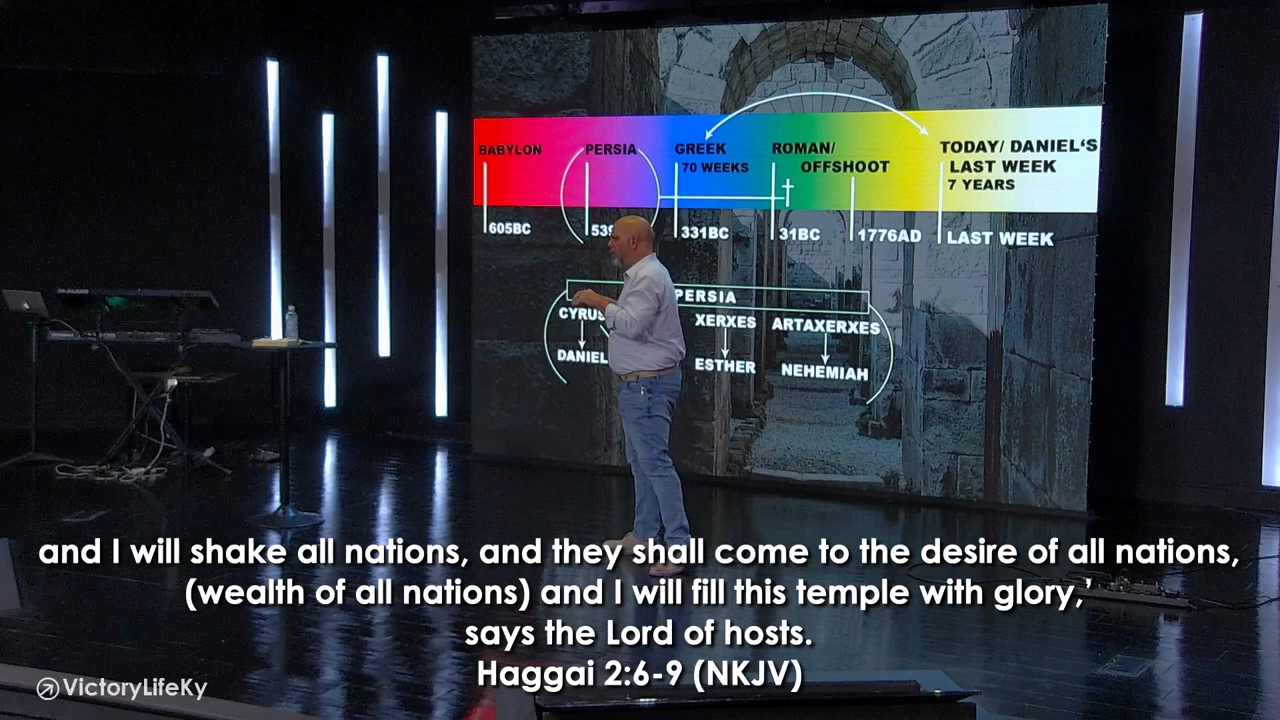 BABYLON
PERSIA
GREEK
70 WEEKS
ROMAN/
OFFSHOOT
TODAY/ DANIEL'S
LAST WEEK
7 YEARS
605BC
331BC
31BC
1776AD
LAST WEEK
PERSIA
XERXES
ARTAXERXES
DANIEL
ESTHER
NEHEMIAH
and I will shake all nations, and they shall come to the desire of all nations,
(wealth of all nations) and I will fill this temple with glory,’
says the Lord of hosts.
Haggai 2:6-9 (NKJV)
VictoryLifeKy